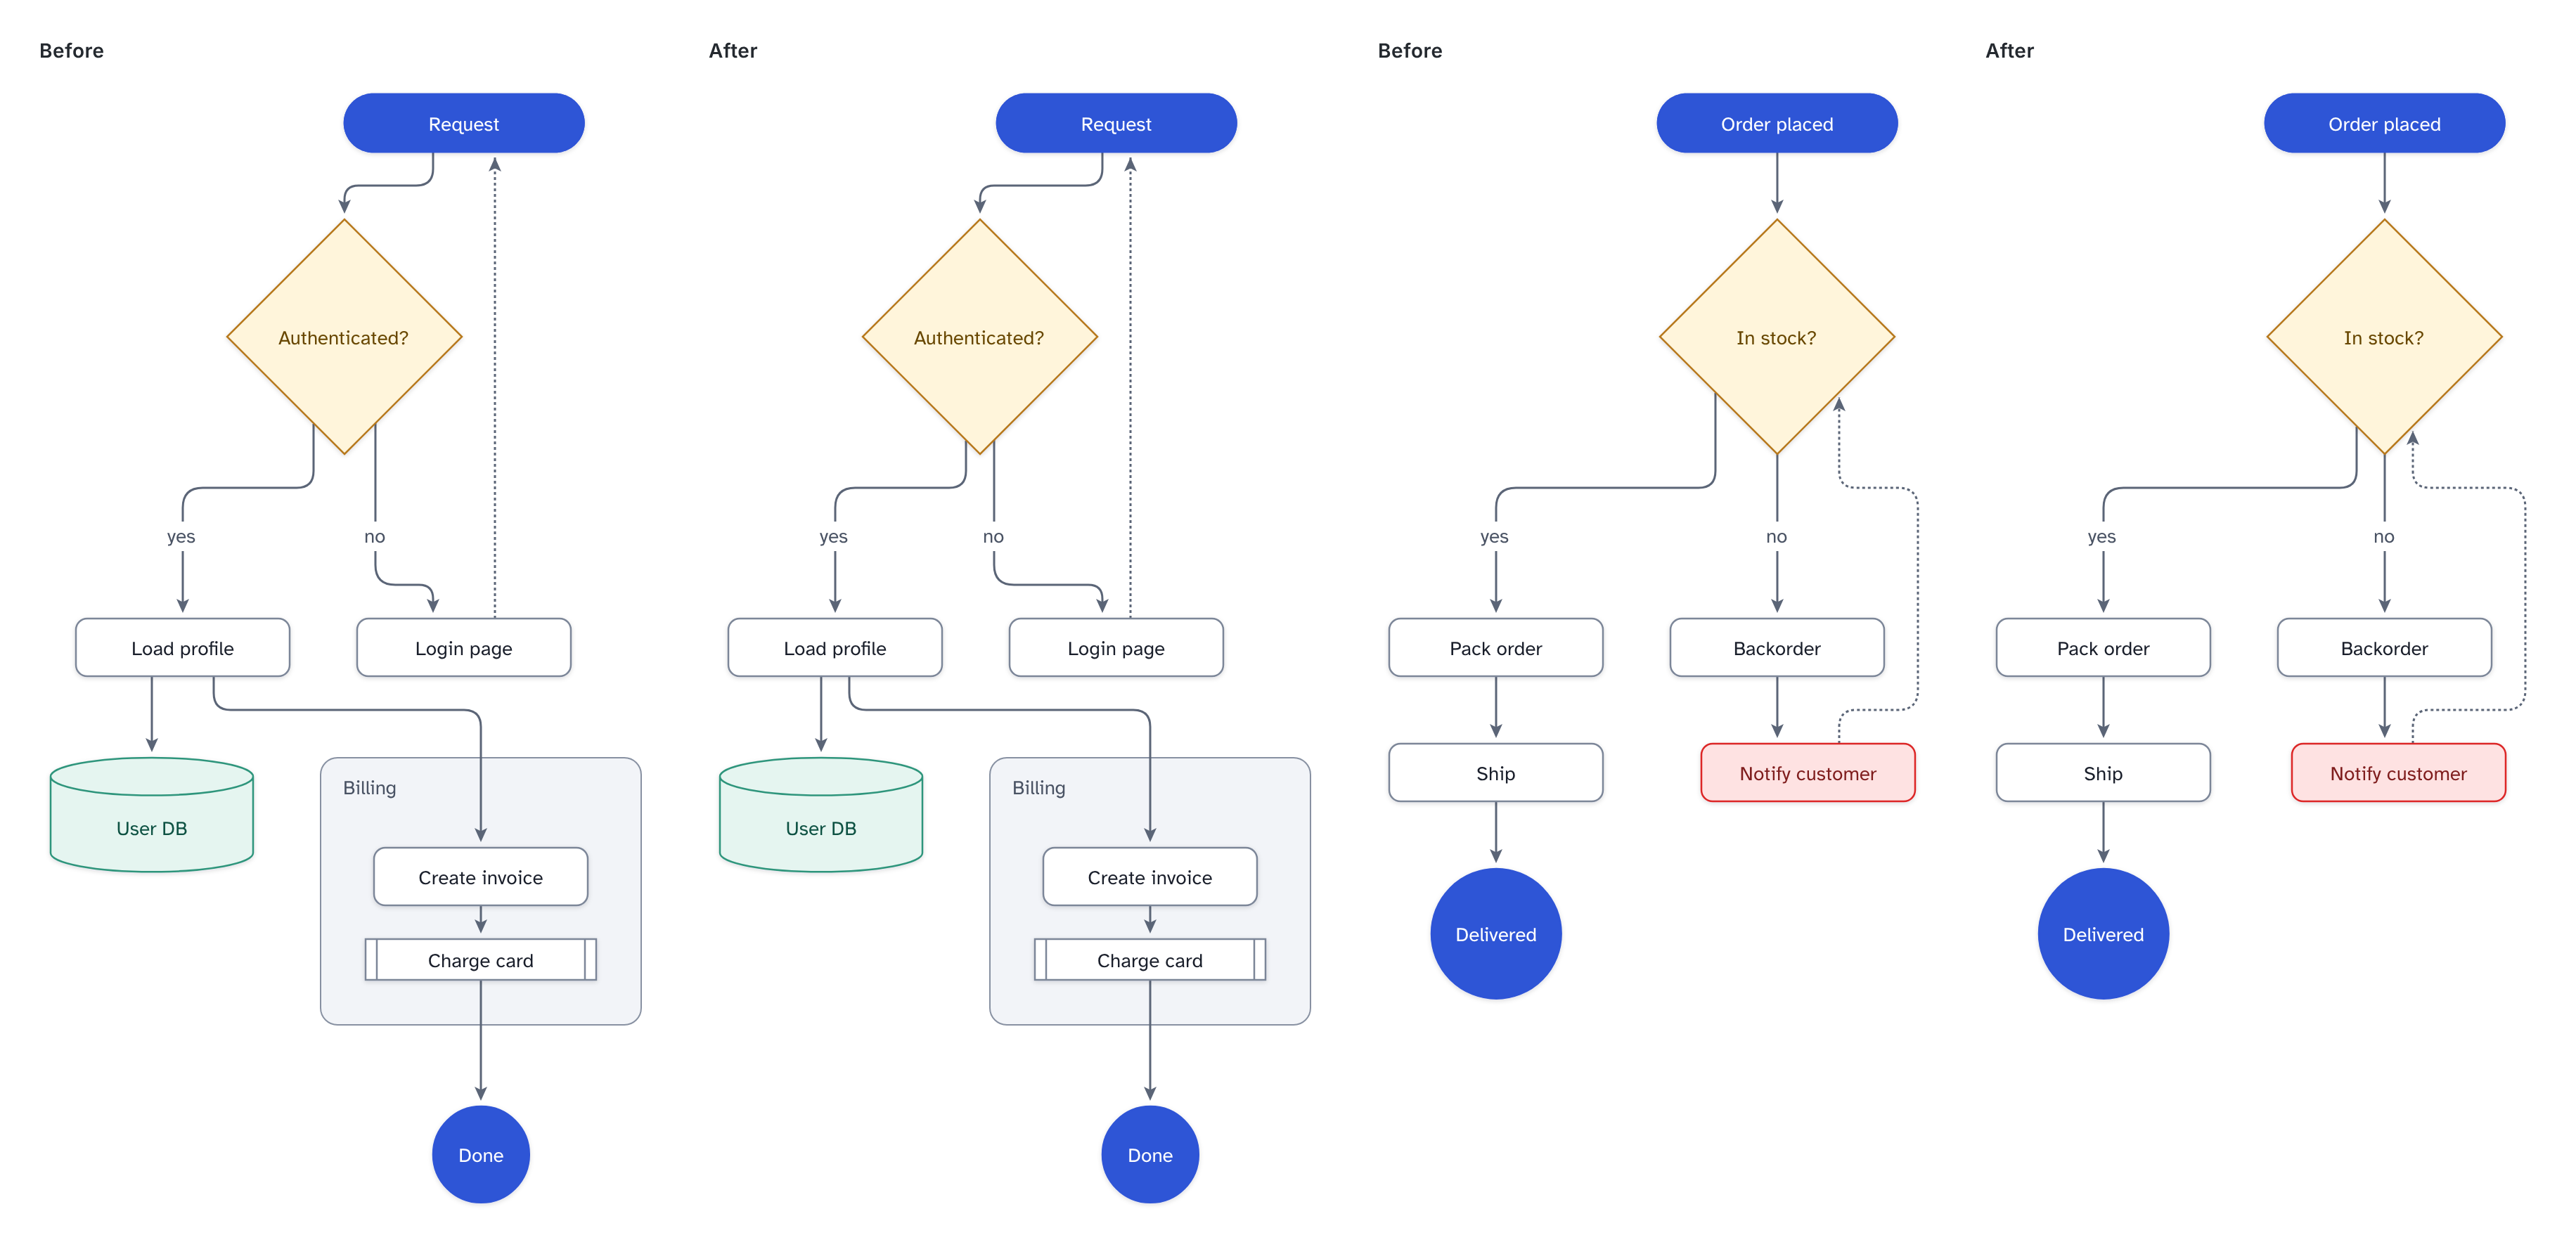 Before
Request
Authenticated?
yes
no
Load profile
Login page
User DB
Billing
Create invoice
Charge card
Done
After
Request
Authenticated?
yes
no
Load profile
Login page
User DB
Billing
Create invoice
Charge card
Done
Before
Order placed
In stock?
yes
no
Pack order
Backorder
Ship
Notify customer
Delivered
After
Order placed
In stock?
yes
no
Pack order
Backorder
Ship
Notify customer
Delivered